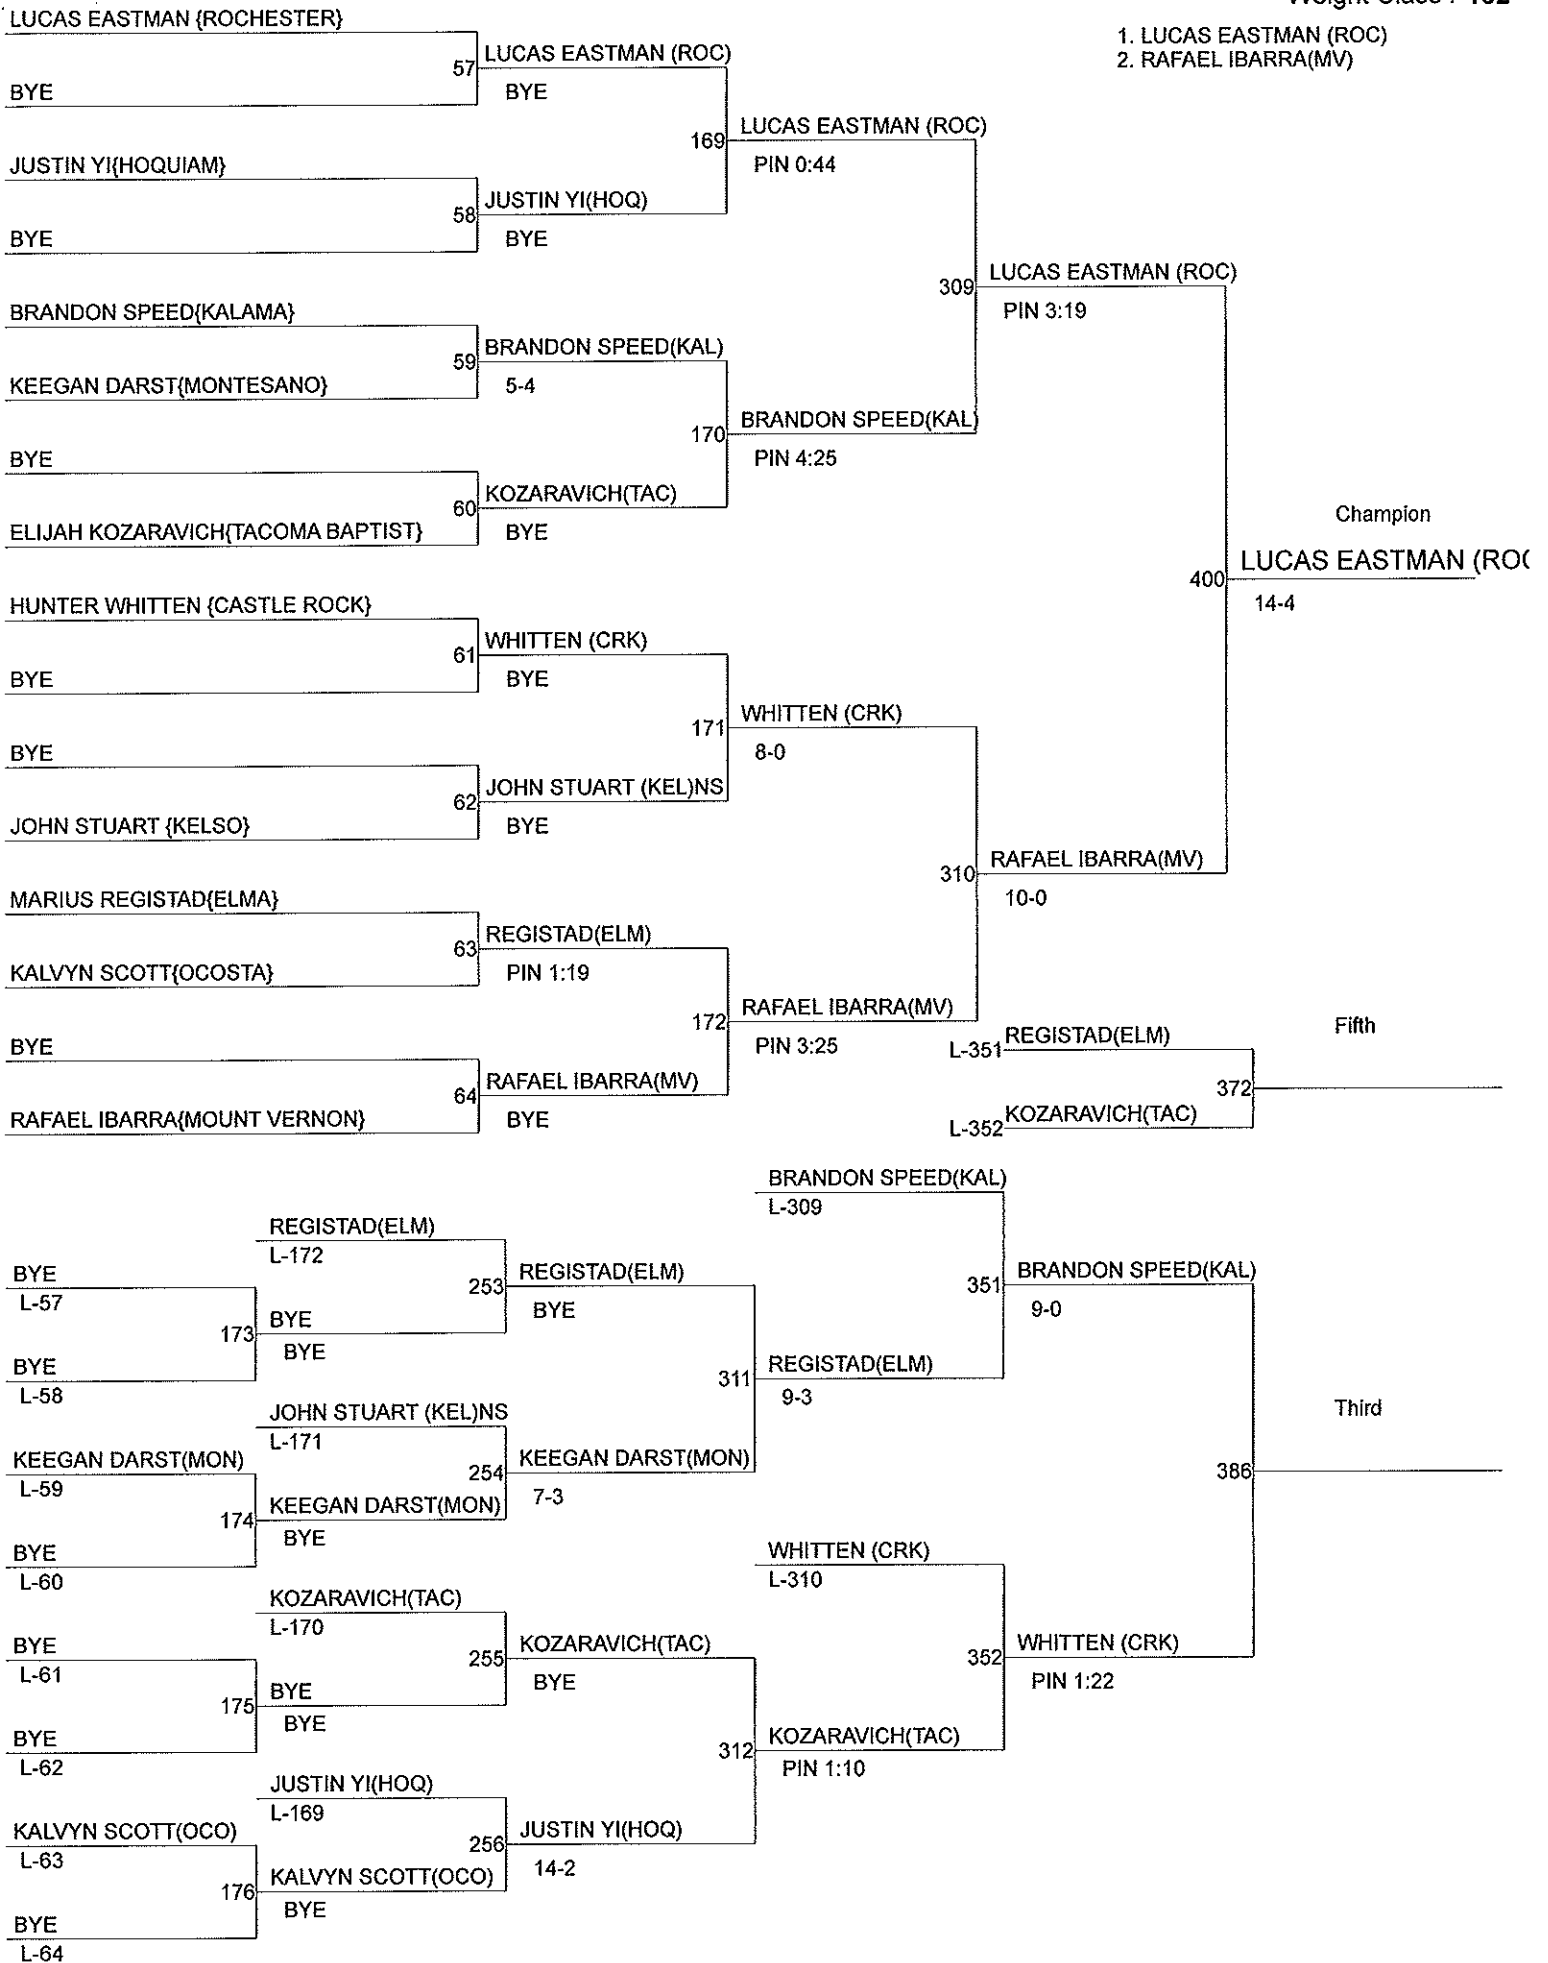 1. LUCAS EASTMAN (ROC)
2. RAFAEL IBARRA(MV)
LUCAS EASTMAN {ROCHESTER}
57
LUCAS EASTMAN (ROC)
BYE
BYE
169
LUCAS EASTMAN (ROC)
PIN 0:44
JUSTIN YI{HOQUIAM}
58
JUSTIN YI(HOQ)
BYE
BYE
309
LUCAS EASTMAN (ROC)
PIN 3:19
BRANDON SPEED{KALAMA}
59
BRANDON SPEED(KAL)
5-4
KEEGAN DARST{MONTESANO}
170
BRANDON SPEED(KAL)
PIN 4:25
BYE
60
KOZARAVICH(TAC)
BYE
ELIJAH KOZARAVICH{TACOMA BAPTIST}
Champion
400
LUCAS EASTMAN (ROC
14-4
HUNTER WHITTEN {CASTLE ROCK}
61
WHITTEN (CRK)
BYE
BYE
171
WHITTEN (CRK)
8-0
BYE
62
JOHN STUART (KEL)NS
BYE
JOHN STUART {KELSO}
310
RAFAEL IBARRA(MV)
10-0
MARIUS REGISTAD{ELMA}
63
REGISTAD(ELM)
PIN 1:19
KALVYN SCOTT{OCOSTA}
172
RAFAEL IBARRA(MV)
PIN 3:25
BYE
64
RAFAEL IBARRA(MV)
BYE
RAFAEL IBARRA{MOUNT VERNON}
Fifth
REGISTAD(ELM)
L-351
372
KOZARAVICH(TAC)
L-352
BRANDON SPEED(KAL)
L-309
REGISTAD(ELM)
L-172
253
REGISTAD(ELM)
BYE
351
BRANDON SPEED(KAL)
9-0
BYE
L-57
173
BYE
BYE
BYE
L-58
311
REGISTAD(ELM)
9-3
JOHN STUART (KEL)NS
L-171
Third
KEEGAN DARST(MON)
L-59
254
KEEGAN DARST(MON)
7-3
386
174
KEEGAN DARST(MON)
BYE
BYE
L-60
WHITTEN (CRK)
L-310
KOZARAVICH(TAC)
L-170
BYE
L-61
255
KOZARAVICH(TAC)
BYE
352
WHITTEN (CRK)
PIN 1:22
175
BYE
BYE
BYE
L-62
312
KOZARAVICH(TAC)
PIN 1:10
JUSTIN YI(HOQ)
L-169
KALVYN SCOTT(OCO)
L-63
256
JUSTIN YI(HOQ)
14-2
176
KALVYN SCOTT(OCO)
BYE
BYE
L-64